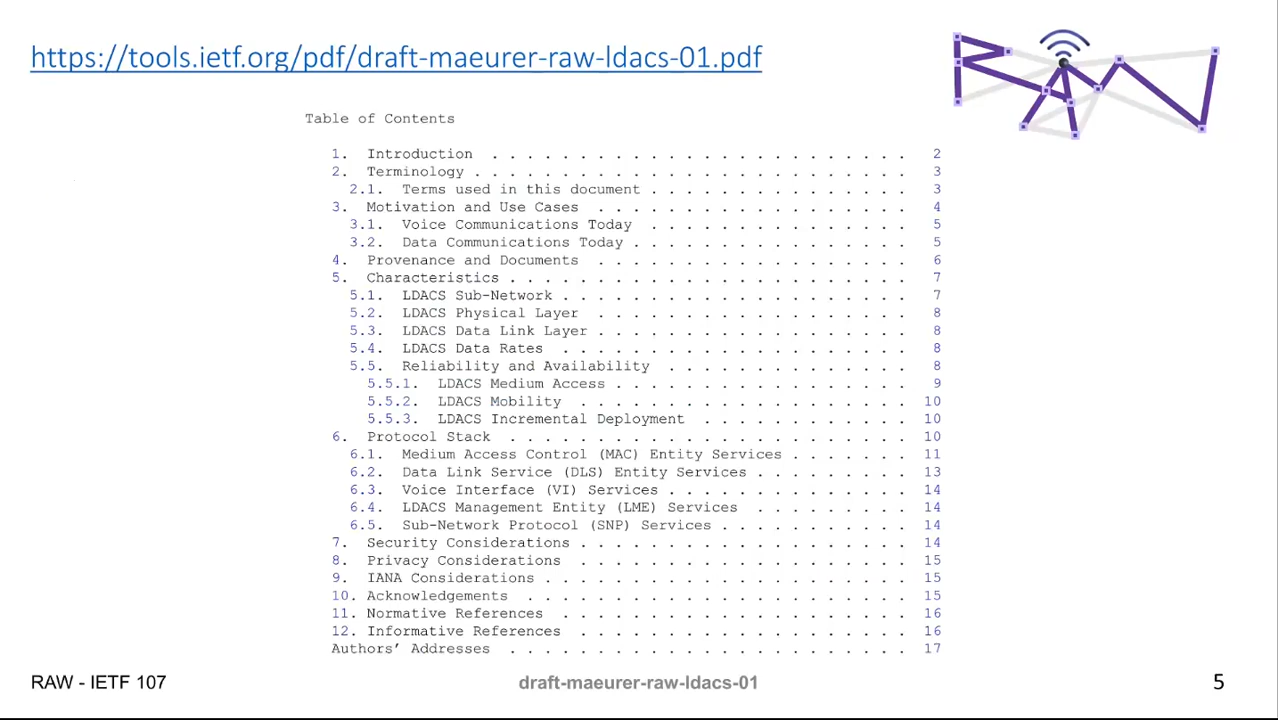 https://tools.ietf.org/pdf/draft-maeurer-raw-ldacs-01.pdf
RAW
Table of Contents
1. Introduction . . . . . . . . . . . . . . . . . . . . . . . . 2
2. Terminology . . . . . . . . . . . . . . . . . . . . . . . . . 3
2.1. Terms used in this document . . . . . . . . . . . . . . . 3
3. Motivation and Use Cases . . . . . . . . . . . . . . . . . . 4
3.1. Voice Communications Today . . . . . . . . . . . . . . . 5
3.2. Data Communications Today . . . . . . . . . . . . . . . . 5
4. Provenance and Documents . . . . . . . . . . . . . . . . . . 6
5. Characteristics . . . . . . . . . . . . . . . . . . . . . . . 7
5.1. LDACS Sub-Network . . . . . . . . . . . . . . . . . . . . 7
5.2. LDACS Physical Layer . . . . . . . . . . . . . . . . . . 8
5.3. LDACS Data Link Layer . . . . . . . . . . . . . . . . . . 8
5.4. LDACS Data Rates . . . . . . . . . . . . . . . . . . . . 8
5.5. Reliability and Availability . . . . . . . . . . . . . . 8
5.5.1. LDACS Medium Access . . . . . . . . . . . . . . . . . 9
5.5.2. LDACS Mobility . . . . . . . . . . . . . . . . . . . 10
5.5.3. LDACS Incremental Deployment . . . . . . . . . . . . 10
6. Protocol Stack . . . . . . . . . . . . . . . . . . . . . . . 10
6.1. Medium Access Control (MAC) Entity Services . . . . . . . 11
6.2. Data Link Service (DLS) Entity Services . . . . . . . . . 13
6.3. Voice Interface (VI) Services . . . . . . . . . . . . . . 14
6.4. LDACS Management Entity (LME) Services . . . . . . . . . 14
6.5. Sub-Network Protocol (SNP) Services . . . . . . . . . . . 14
7. Security Considerations . . . . . . . . . . . . . . . . . . . 14
8. Privacy Considerations . . . . . . . . . . . . . . . . . . . 15
9. IANA Considerations . . . . . . . . . . . . . . . . . . . . . 15
10. Acknowledgements . . . . . . . . . . . . . . . . . . . . . . 15
11. Normative References . . . . . . . . . . . . . . . . . . . . 16
12. Informative References . . . . . . . . . . . . . . . . . . . 16
Authors' Addresses . . . . . . . . . . . . . . . . . . . . . . . 17
RAW - IETF 107
draft-maeurer-raw-ldacs-01
5